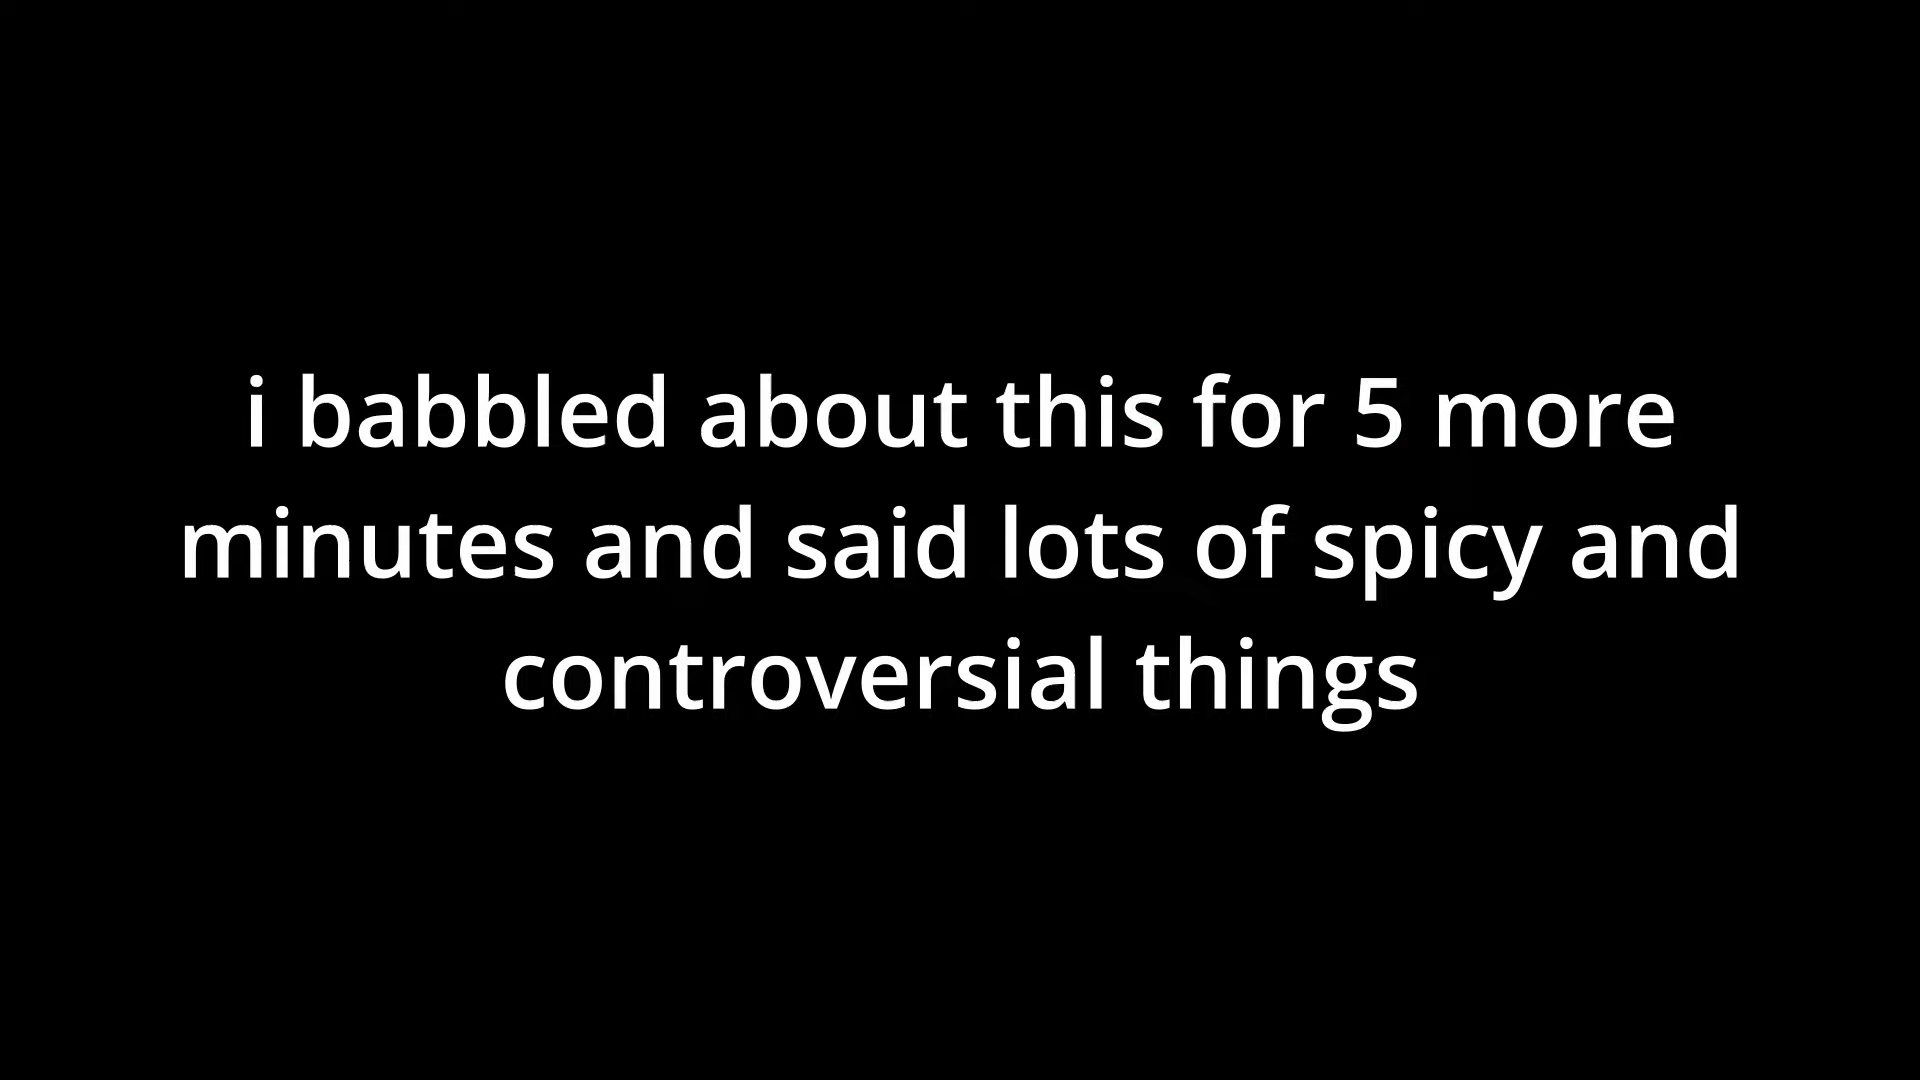 i babbled about this for 5 more
minutes and said lots of spicy and
controversial things